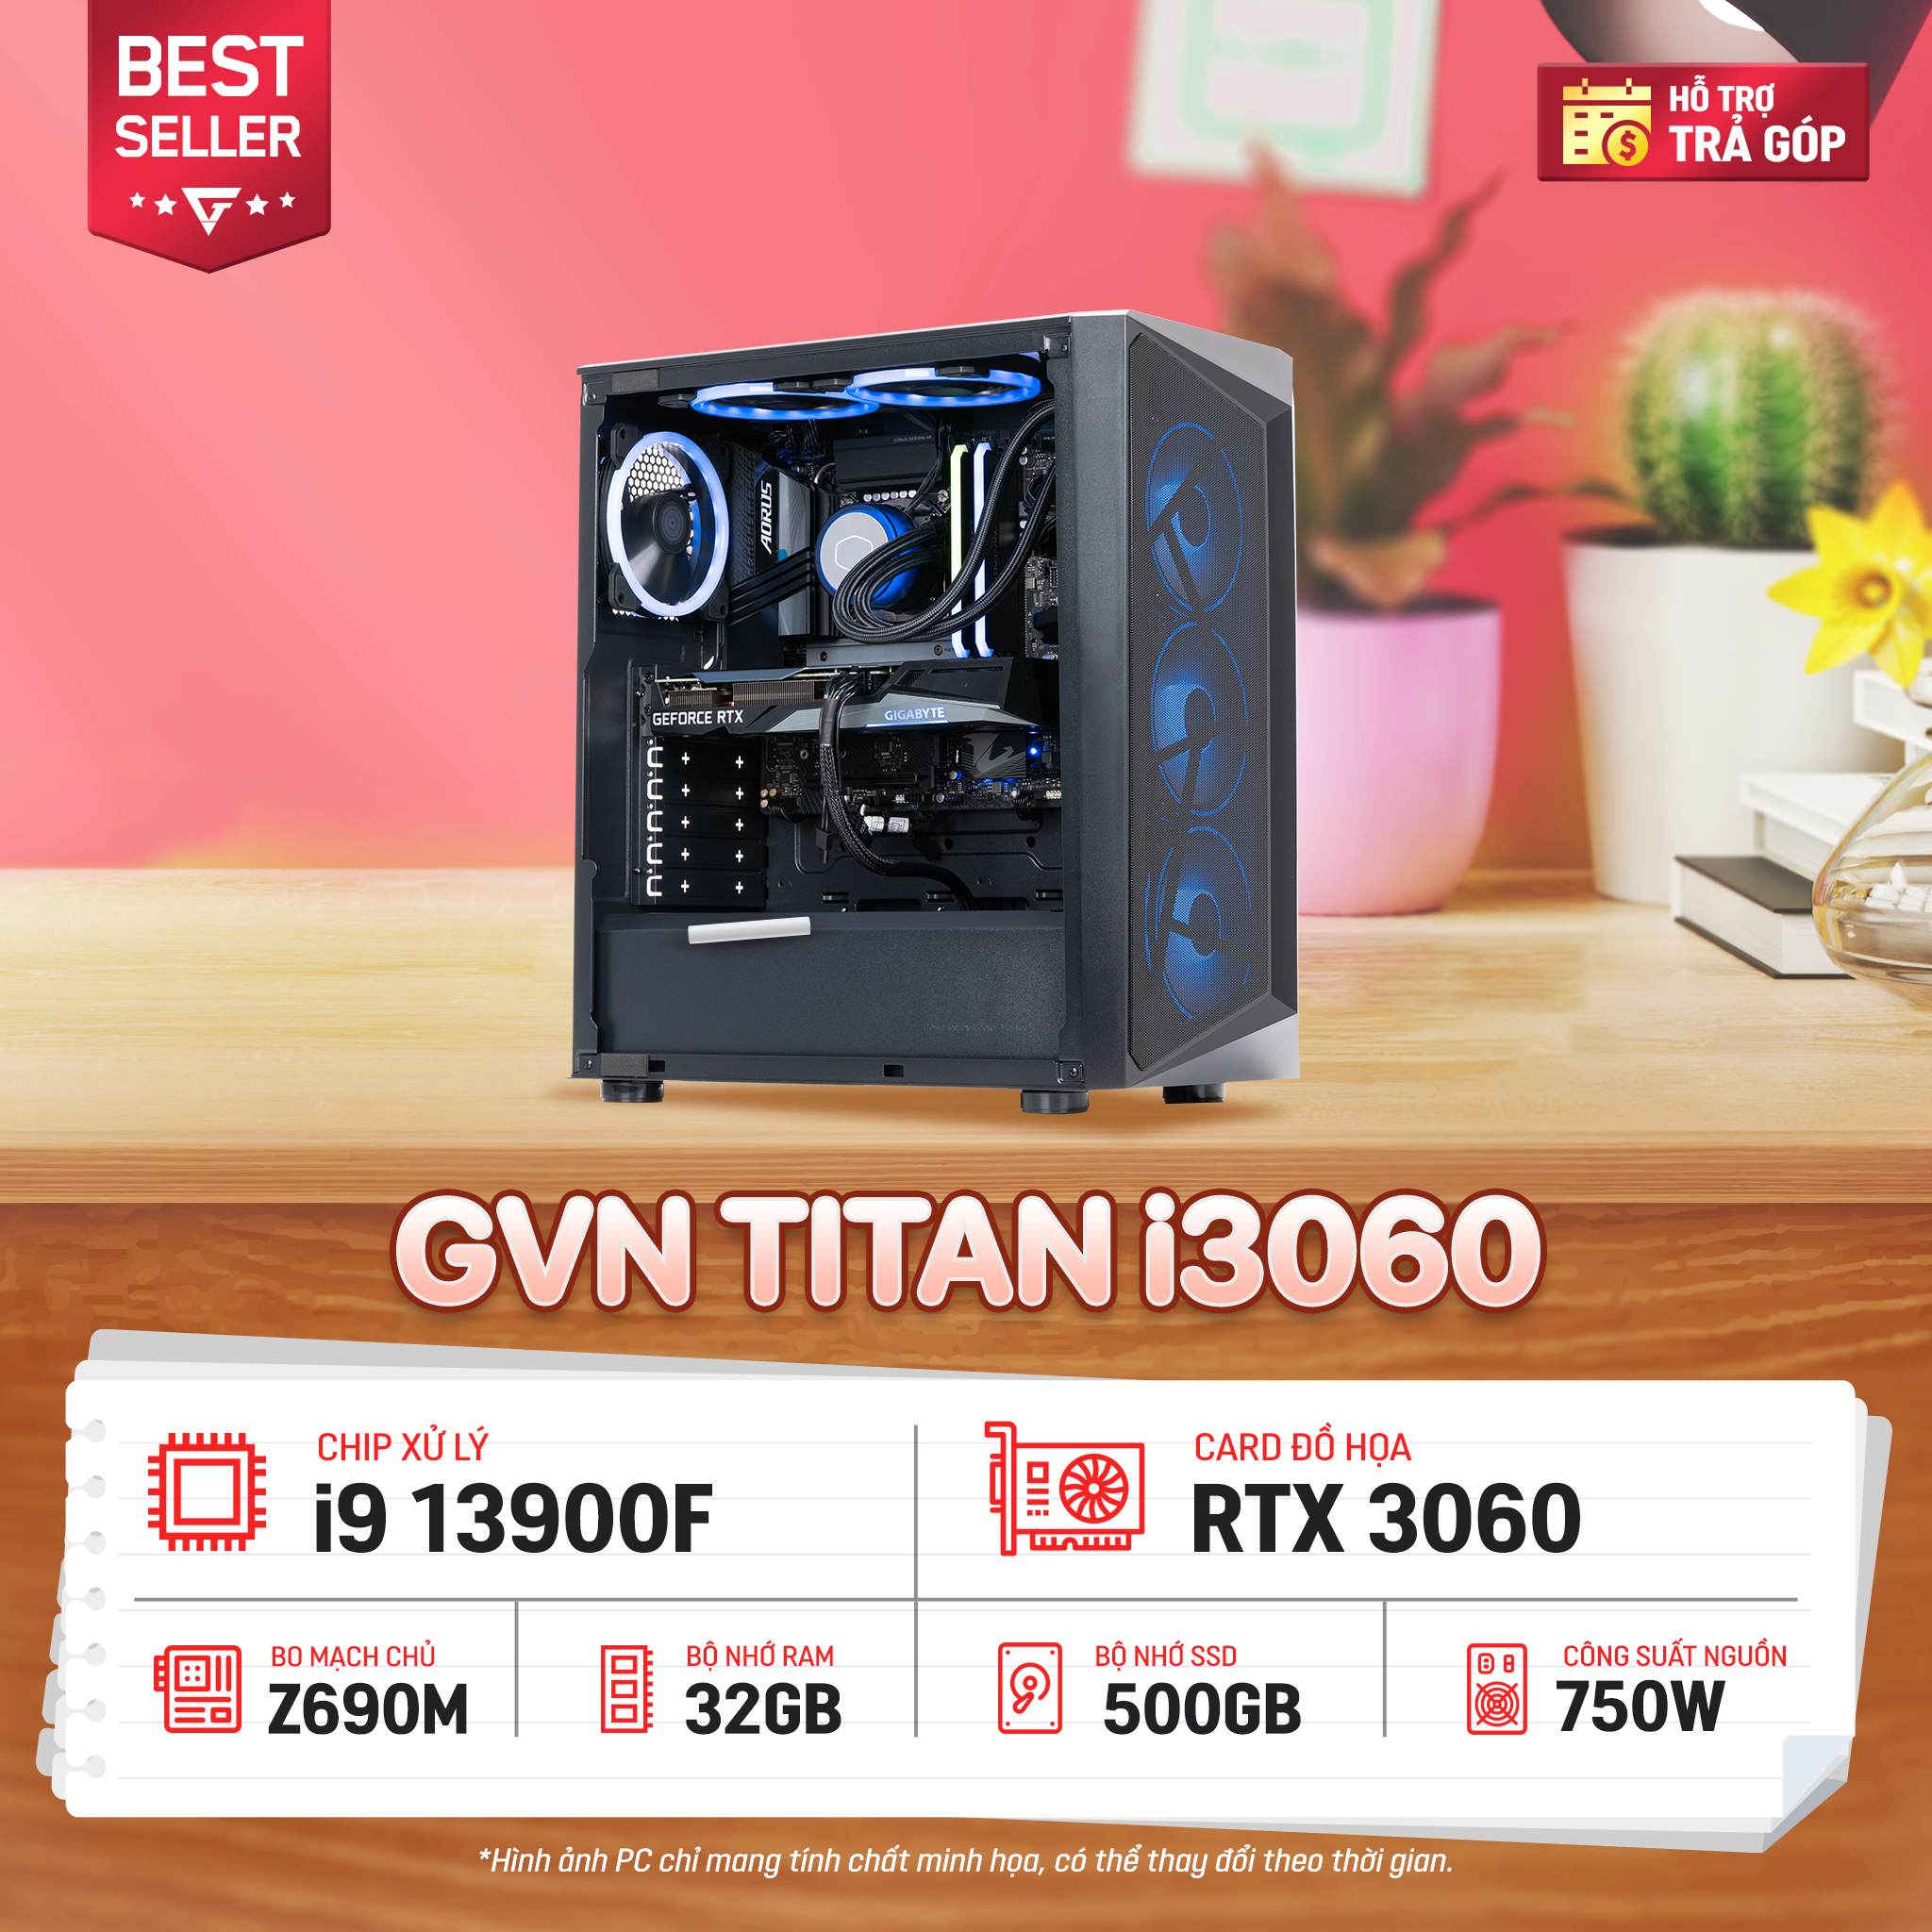 BEST
SELLER
HỖ TRỢ
TRẢ GÓP
AORUS
GEFORCE RTX
GIGABYTE
GVN TITAN i3060
CHIP XỬ LÝ
i9 13900F
CARD ĐỒ HỌA
RTX 3060
BO MẠCH CHỦ
Z690M
BỘ NHỚ RAM
32GB
BỘ NHỚ SSD
500GB
CÔNG SUẤT NGUỒN
750W
*Hình ảnh PC chỉ mang tính chất minh họa, có thể thay đổi theo thời gian.